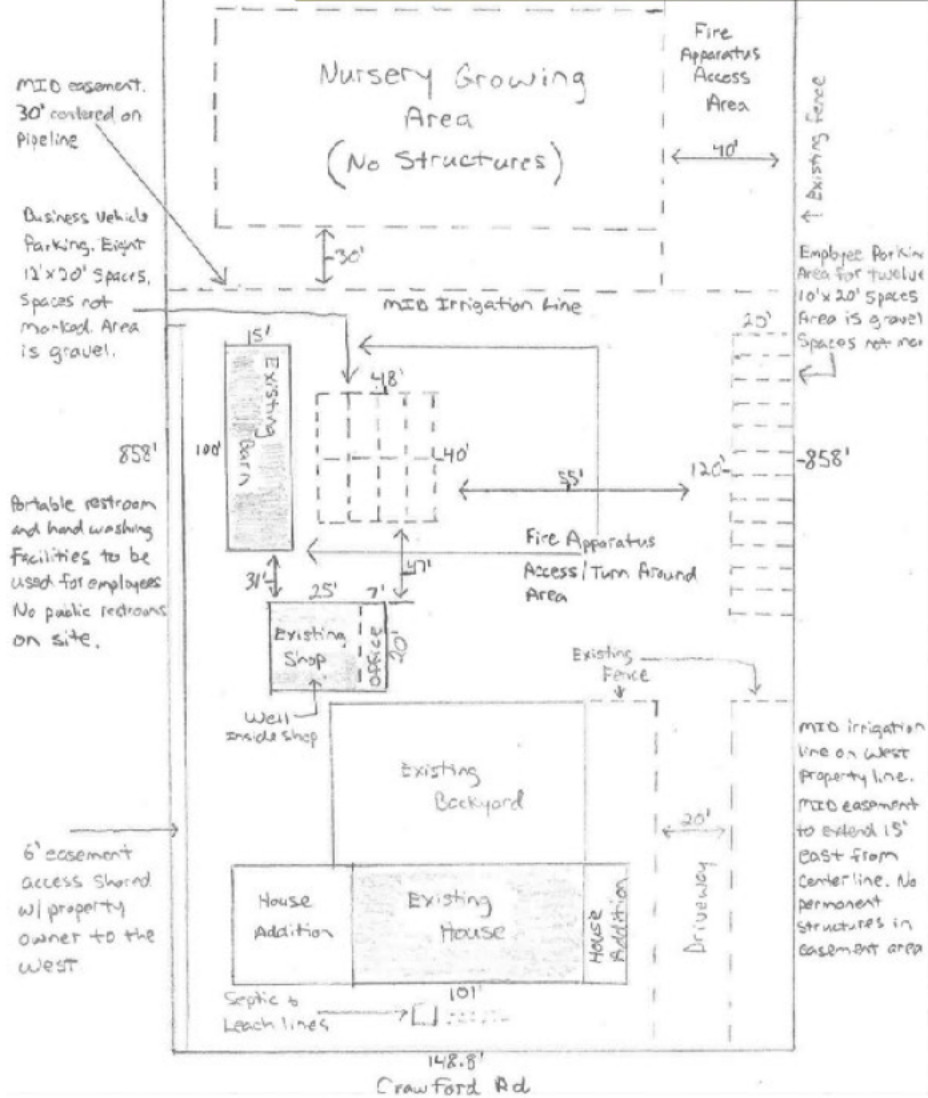 Nursery Growing
Area
(No Structures)
Fire
Apparatus
Access
Area
40'
↑ Existing Fence
MID easement.
30' centered on
Pipeline
30'
MID Irrigation Line
Business Vehicle
Parking. Eight
12'x20' Spaces.
Spaces not
marked. Area
is gravel.
Employee Parking
Area for twelve
10'x20' Spaces
Area is gravel
Spaces not
15'
Existing
Barn
100'
48'
40'
20'
120'
55'
858'
858'
Portable restroom
and hand washing
Facilities to be
used for employees
No public restrooms
on site.
Fire Apparatus
Access/Turn Around
Area
31'
47'
25'
7'
20'
Existing
Shop
Office
Well
Inside Shop
Existing
Fence
Existing
Backyard
20'
Driveway
MID irrigation
line on west
Property line.
MID easement
to extend 15'
east from
Centerline. No
permanent
structures in
easement area
6' easement
access shared
w/ property
owner to the
west
House
Addition
Existing
House
House
Addition
101'
Septic &
Leach lines
148.8'
Crawford Rd